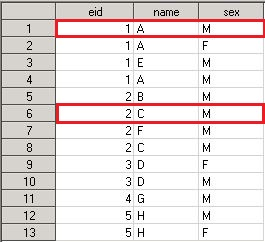 eid name sex
1 1 A M
2 1 A F
3 1 E M
4 1 A M
5 2 B M
6 2 C M
7 2 F M
8 2 C M
9 3 D F
10 3 D M
11 4 G M
12 5 H M
13 5 H F